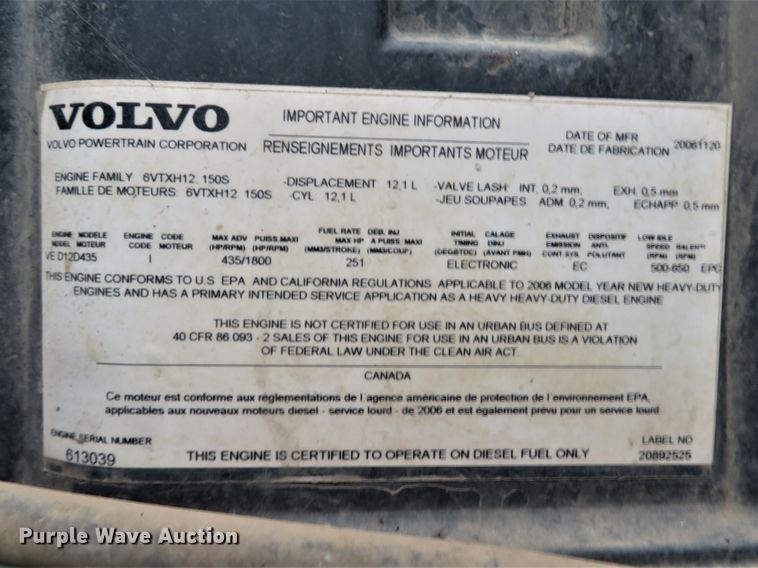 VOLVO
VOLVO POWERTRAIN CORPORATION
IMPORTANT ENGINE INFORMATION
RENSEIGNEMENTS IMPORTANTS MOTEUR
DATE OF MFR
DATE DE FABRICATION 20061120
ENGINE FAMILY 6VTXH12. 150S -DISPLACEMENT 12,1 L -VALVE LASH INT, 0,2 mm, EXH. 0,5 mm
FAMILLE DE MOTEURS 6VTXH12 150S -CYL 12,1 L -JEU SOUPAPES ADM 0,2 mm, ECHAPP 0,5 mm
ENGINE MODELE ENGINE CODE MAX ADV PUISS.MAXI FUEL RATE DÉB. INJ INITIAL CALAGE EXHAUST DISPOSITIF LOW IDLE
MODEL MOTEUR CODE MOTEUR (HP/RPM) (HP/RPM) MAX HP A PUISS. MAXI TIMING D'INJ EMISSION ANTI. SPEED RALENTI
(MM3/STROKE) (MM3/COUP) (DEGBTDC) (AVANT PMH) CONT.SYS. POLLUTANT (RPM) (RPM)
VE D12D435 I 435/1800 251 ELECTRONIC EC 500-650 EPG
THIS ENGINE CONFORMS TO U.S EPA AND CALIFORNIA REGULATIONS APPLICABLE TO 2006 MODEL YEAR NEW HEAVY-DUTY
ENGINES AND HAS A PRIMARY INTENDED SERVICE APPLICATION AS A HEAVY HEAVY-DUTY DIESEL ENGINE
THIS ENGINE IS NOT CERTIFIED FOR USE IN AN URBAN BUS DEFINED AT
40 CFR 86.093 - 2 SALES OF THIS ENGINE FOR USE IN AN URBAN BUS IS A VIOLATION
OF FEDERAL LAW UNDER THE CLEAN AIR ACT.
CANADA
Ce moteur est conforme aux réglementations de l'agence américaine de protection de l'environnement EPA,
applicables aux nouveaux moteurs diesel - service lourd - de 2006 et est également prévu pour un service lourd
ENGINE SERIAL NUMBER
613039
THIS ENGINE IS CERTIFIED TO OPERATE ON DIESEL FUEL ONLY
LABEL NO
20892525
Purple Wave Auction